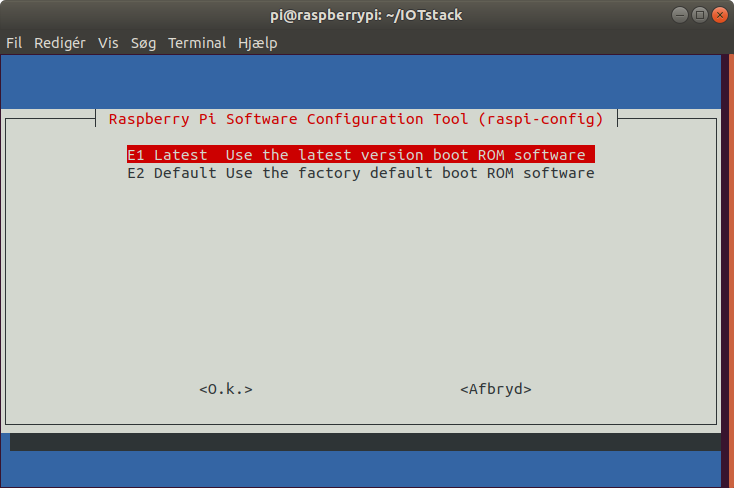 pi@raspberrypi: ~/IOTstack
Fil Redigér Vis Søg Terminal Hjælp
Raspberry Pi Software Configuration Tool (raspi-config)
E1 Latest  Use the latest version boot ROM software
E2 Default Use the factory default boot ROM software
<O.k.> <Afbryd>